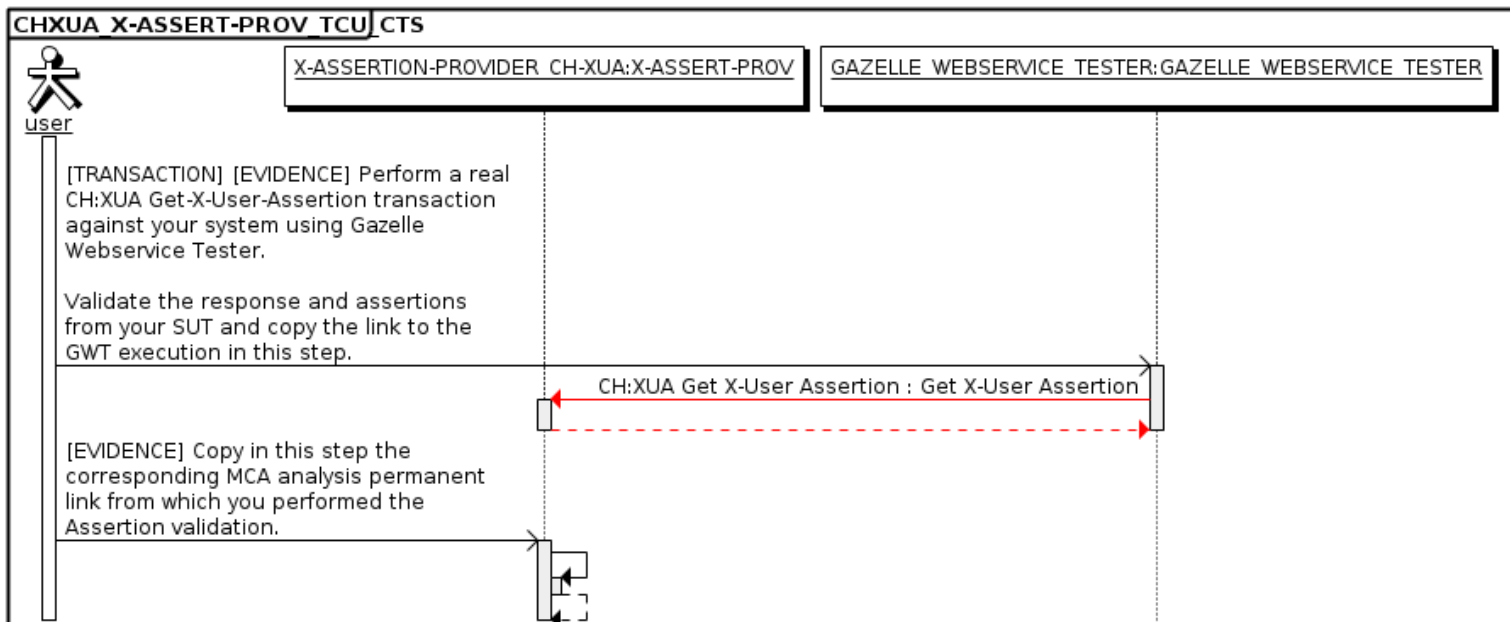 CHXUA_X-ASSERT-PROV_TCU_CTS
X-ASSERTION-PROVIDER_CH-XUA:X-ASSERT-PROV
GAZELLE_WEBSERVICE_TESTER:GAZELLE_WEBSERVICE_TESTER
user
[TRANSACTION] [EVIDENCE] Perform a real
CH:XUA Get-X-User-Assertion transaction
against your system using Gazelle
Webservice Tester.
Validate the response and assertions
from your SUT and copy the link to the
GWT execution in this step.
CH:XUA Get X-User Assertion : Get X-User Assertion
[EVIDENCE] Copy in this step the
corresponding MCA analysis permanent
link from which you performed the
Assertion validation.